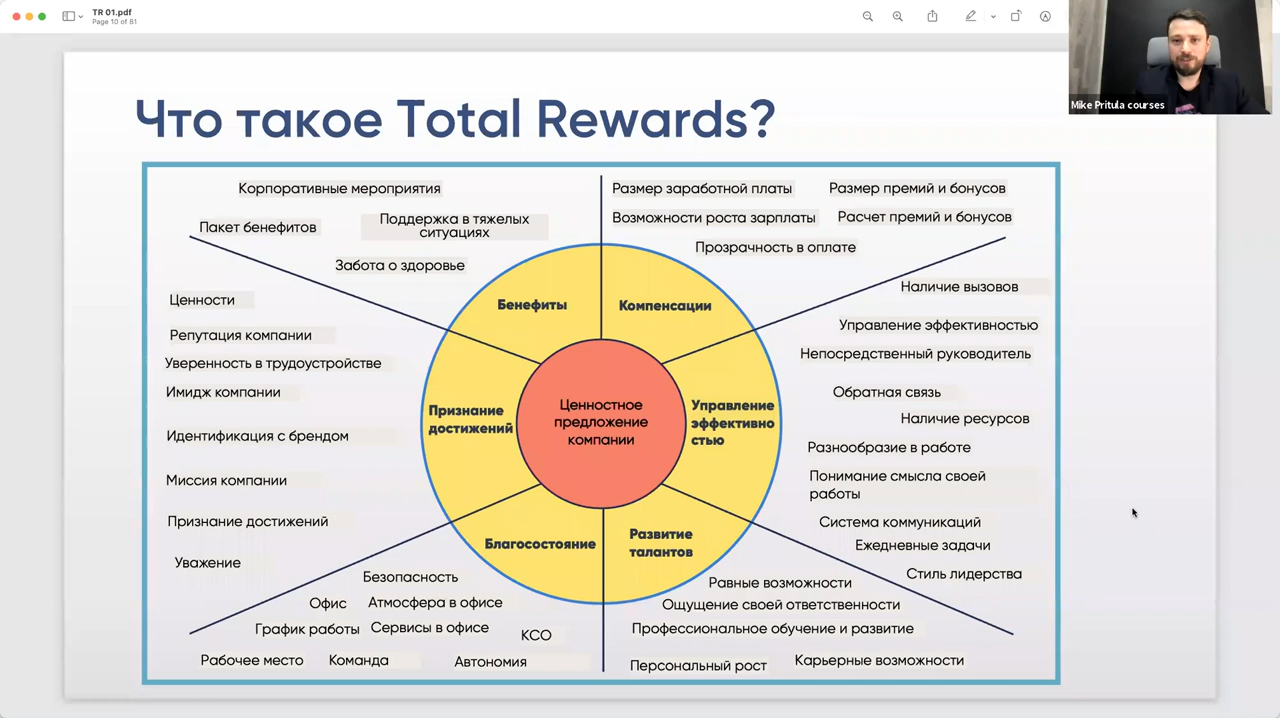 TR 01.pdf
Page 10 of 81
Mike Pritula courses
Что такое Total Rewards?
Корпоративные мероприятия
Пакет бенефитов
Поддержка в тяжелых
ситуациях
Забота о здоровье
Размер заработной платы
Размер премий и бонусов
Возможности роста зарплаты
Расчет премий и бонусов
Прозрачность в оплате
Ценности
Репутация компании
Уверенность в трудоустройстве
Имидж компании
Идентификация с брендом
Миссия компании
Признание достижений
Уважение
Бенефиты
Компенсации
Признание
достижений
Ценностное
предложение
компании
Управление
эффективно
стью
Благосостояние
Развитие
талантов
Наличие вызовов
Управление эффективностью
Непосредственный руководитель
Обратная связь
Наличие ресурсов
Разнообразие в работе
Понимание смысла своей
работы
Система коммуникаций
Ежедневные задачи
Стиль лидерства
Безопасность
Офис
Атмосфера в офисе
График работы
Сервисы в офисе
КСО
Рабочее место
Команда
Автономия
Равные возможности
Ощущение своей ответственности
Профессиональное обучение и развитие
Персональный рост
Карьерные возможности